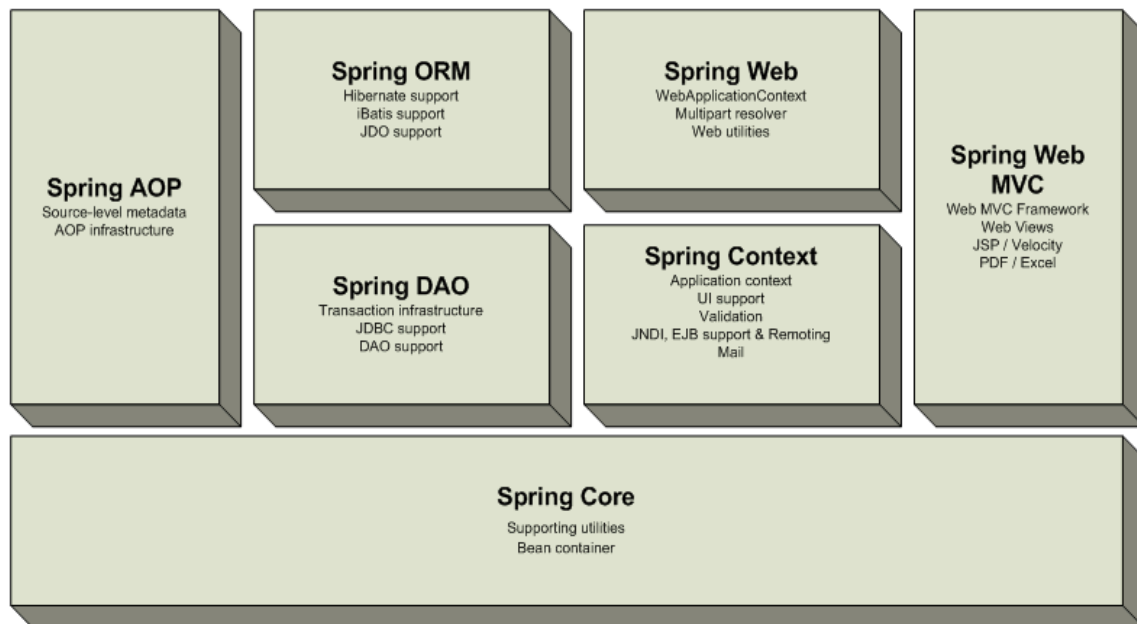 Spring AOP
Source-level metadata
AOP infrastructure
Spring ORM
Hibernate support
iBatis support
JDO support
Spring DAO
Transaction infrastructure
JDBC support
DAO support
Spring Web
WebApplicationContext
Multipart resolver
Web utilities
Spring Context
Application context
UI support
Validation
JNDI, EJB support & Remoting
Mail
Spring Web
MVC
Web MVC Framework
Web Views
JSP / Velocity
PDF / Excel
Spring Core
Supporting utilities
Bean container